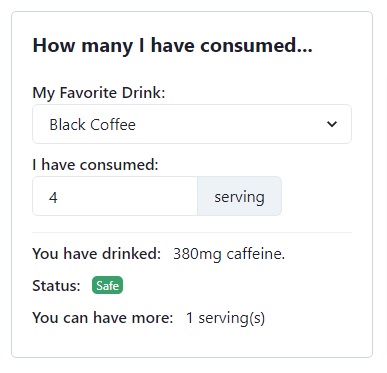 How many I have consumed...
My Favorite Drink:
Black Coffee
I have consumed:
4 serving
You have drinked: 380mg caffeine.
Status: Safe
You can have more: 1 serving(s)